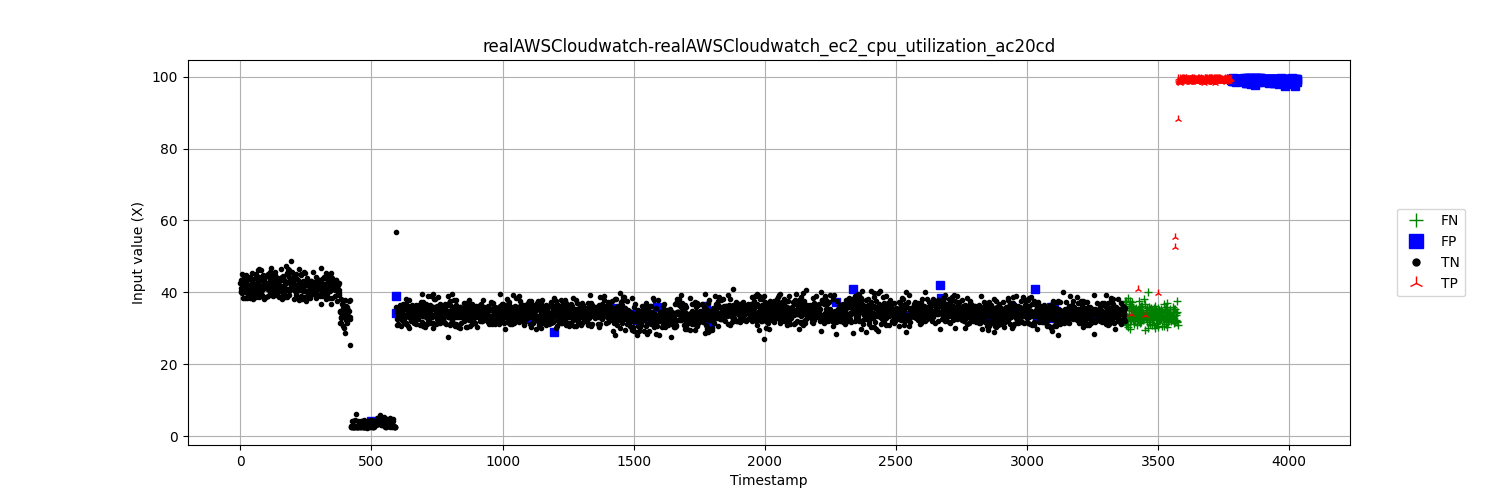 realAWSCloudwatch-realAWSCloudwatch_ec2_cpu_utilization_ac20cd
100
80
60
40
20
0
Input value (X)
0 500 1000 1500 2000 2500 3000 3500 4000
Timestamp
FN
FP
TN
TP